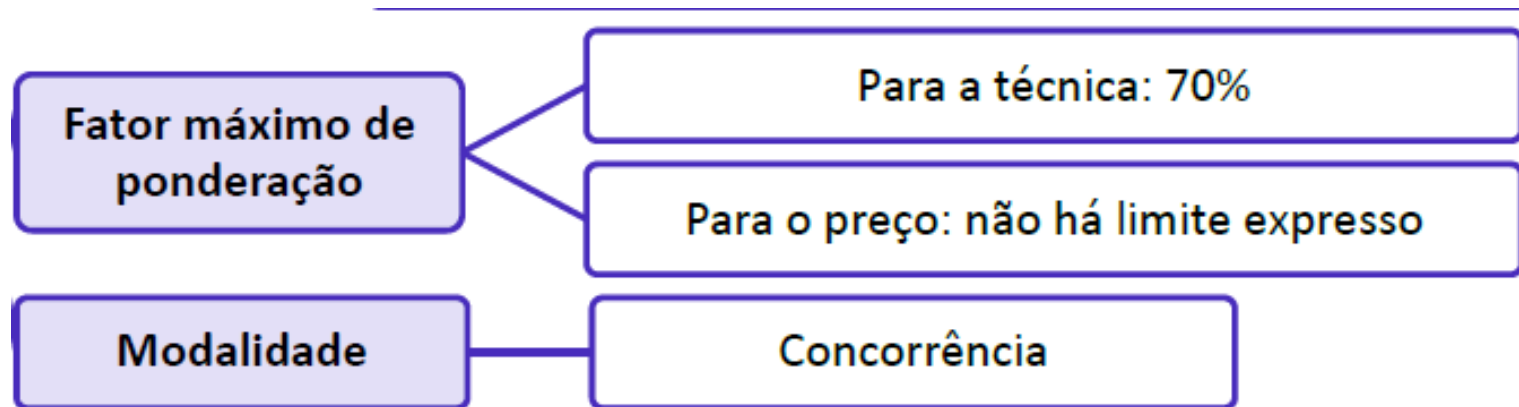 Fator máximo de
ponderação
Para a técnica: 70%
Para o preço: não há limite expresso
Modalidade
Concorrência